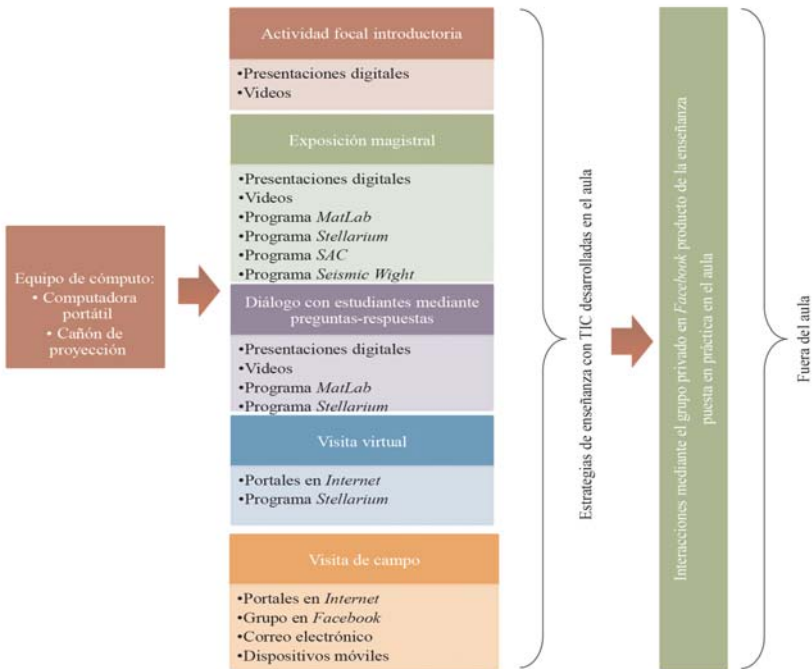 Equipo de cómputo:
• Computadora
portátil
• Cañón de
proyección
Actividad focal introductoria
•Presentaciones digitales
•Videos
Exposición magistral
•Presentaciones digitales
•Videos
•Programa MatLab
•Programa Stellarium
•Programa SAC
•Programa Seismic Wight
Diálogo con estudiantes mediante
preguntas-respuestas
•Presentaciones digitales
•Videos
•Programa MatLab
•Programa Stellarium
Visita virtual
•Portales en Internet
•Programa Stellarium
Visita de campo
•Portales en Internet
•Grupo en Facebook
•Correo electrónico
•Dispositivos móviles
Estrategias de enseñanza con TIC desarrolladas en el aula
Interacciones mediante el grupo privado en Facebook producto de la enseñanza
puesta en práctica en el aula
Fuera del aula